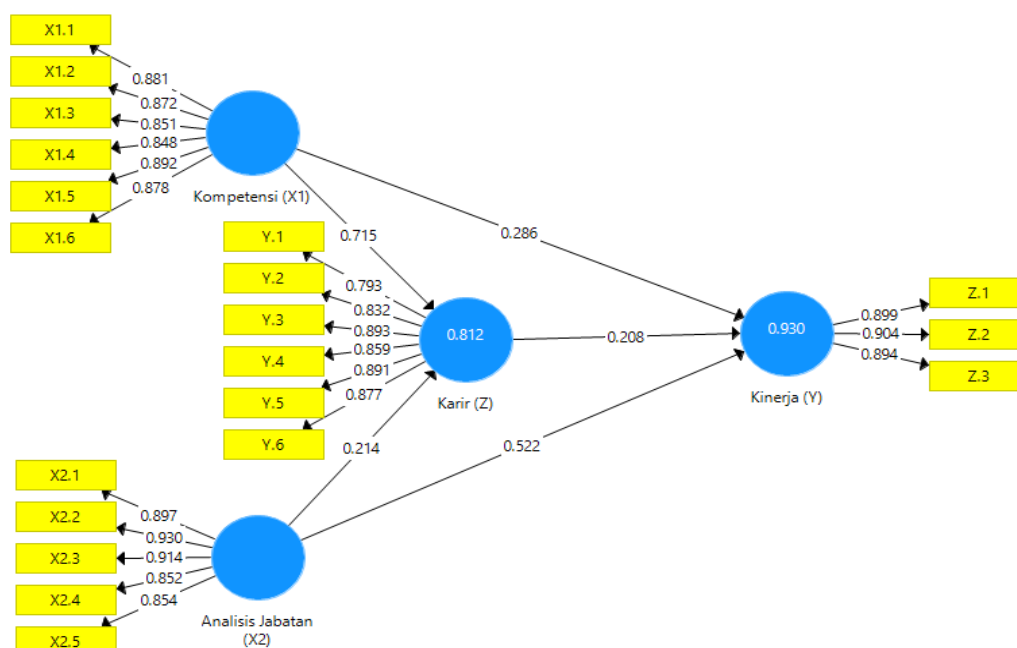 X1.1
X1.2
X1.3
X1.4
X1.5
X1.6
0.881
0.872
0.851
0.848
0.892
0.878
Kompetensi (X1)
0.715
0.286
Y.1
Y.2
Y.3
Y.4
Y.5
Y.6
0.793
0.832
0.893
0.859
0.891
0.877
0.812
Karir (Z)
0.208
0.930
Kinerja (Y)
0.899
0.904
0.894
Z.1
Z.2
Z.3
0.214
0.522
X2.1
X2.2
X2.3
X2.4
X2.5
0.897
0.930
0.914
0.852
0.854
Analisis Jabatan
(X2)